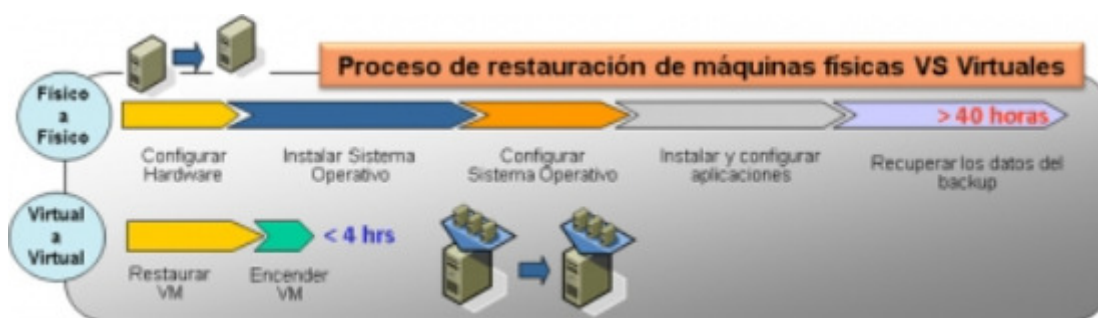 Proceso de restauración de máquinas físicas VS Virtuales
Físico
a
Físico
> 40 horas
Configurar
Hardware
Instalar Sistema
Operativo
Configurar
Sistema Operativo
Instalar y configurar
aplicaciones
Recuperar los datos del
backup
Virtual
a
Virtual
< 4 hrs
Restaurar
VM
Encender
VM